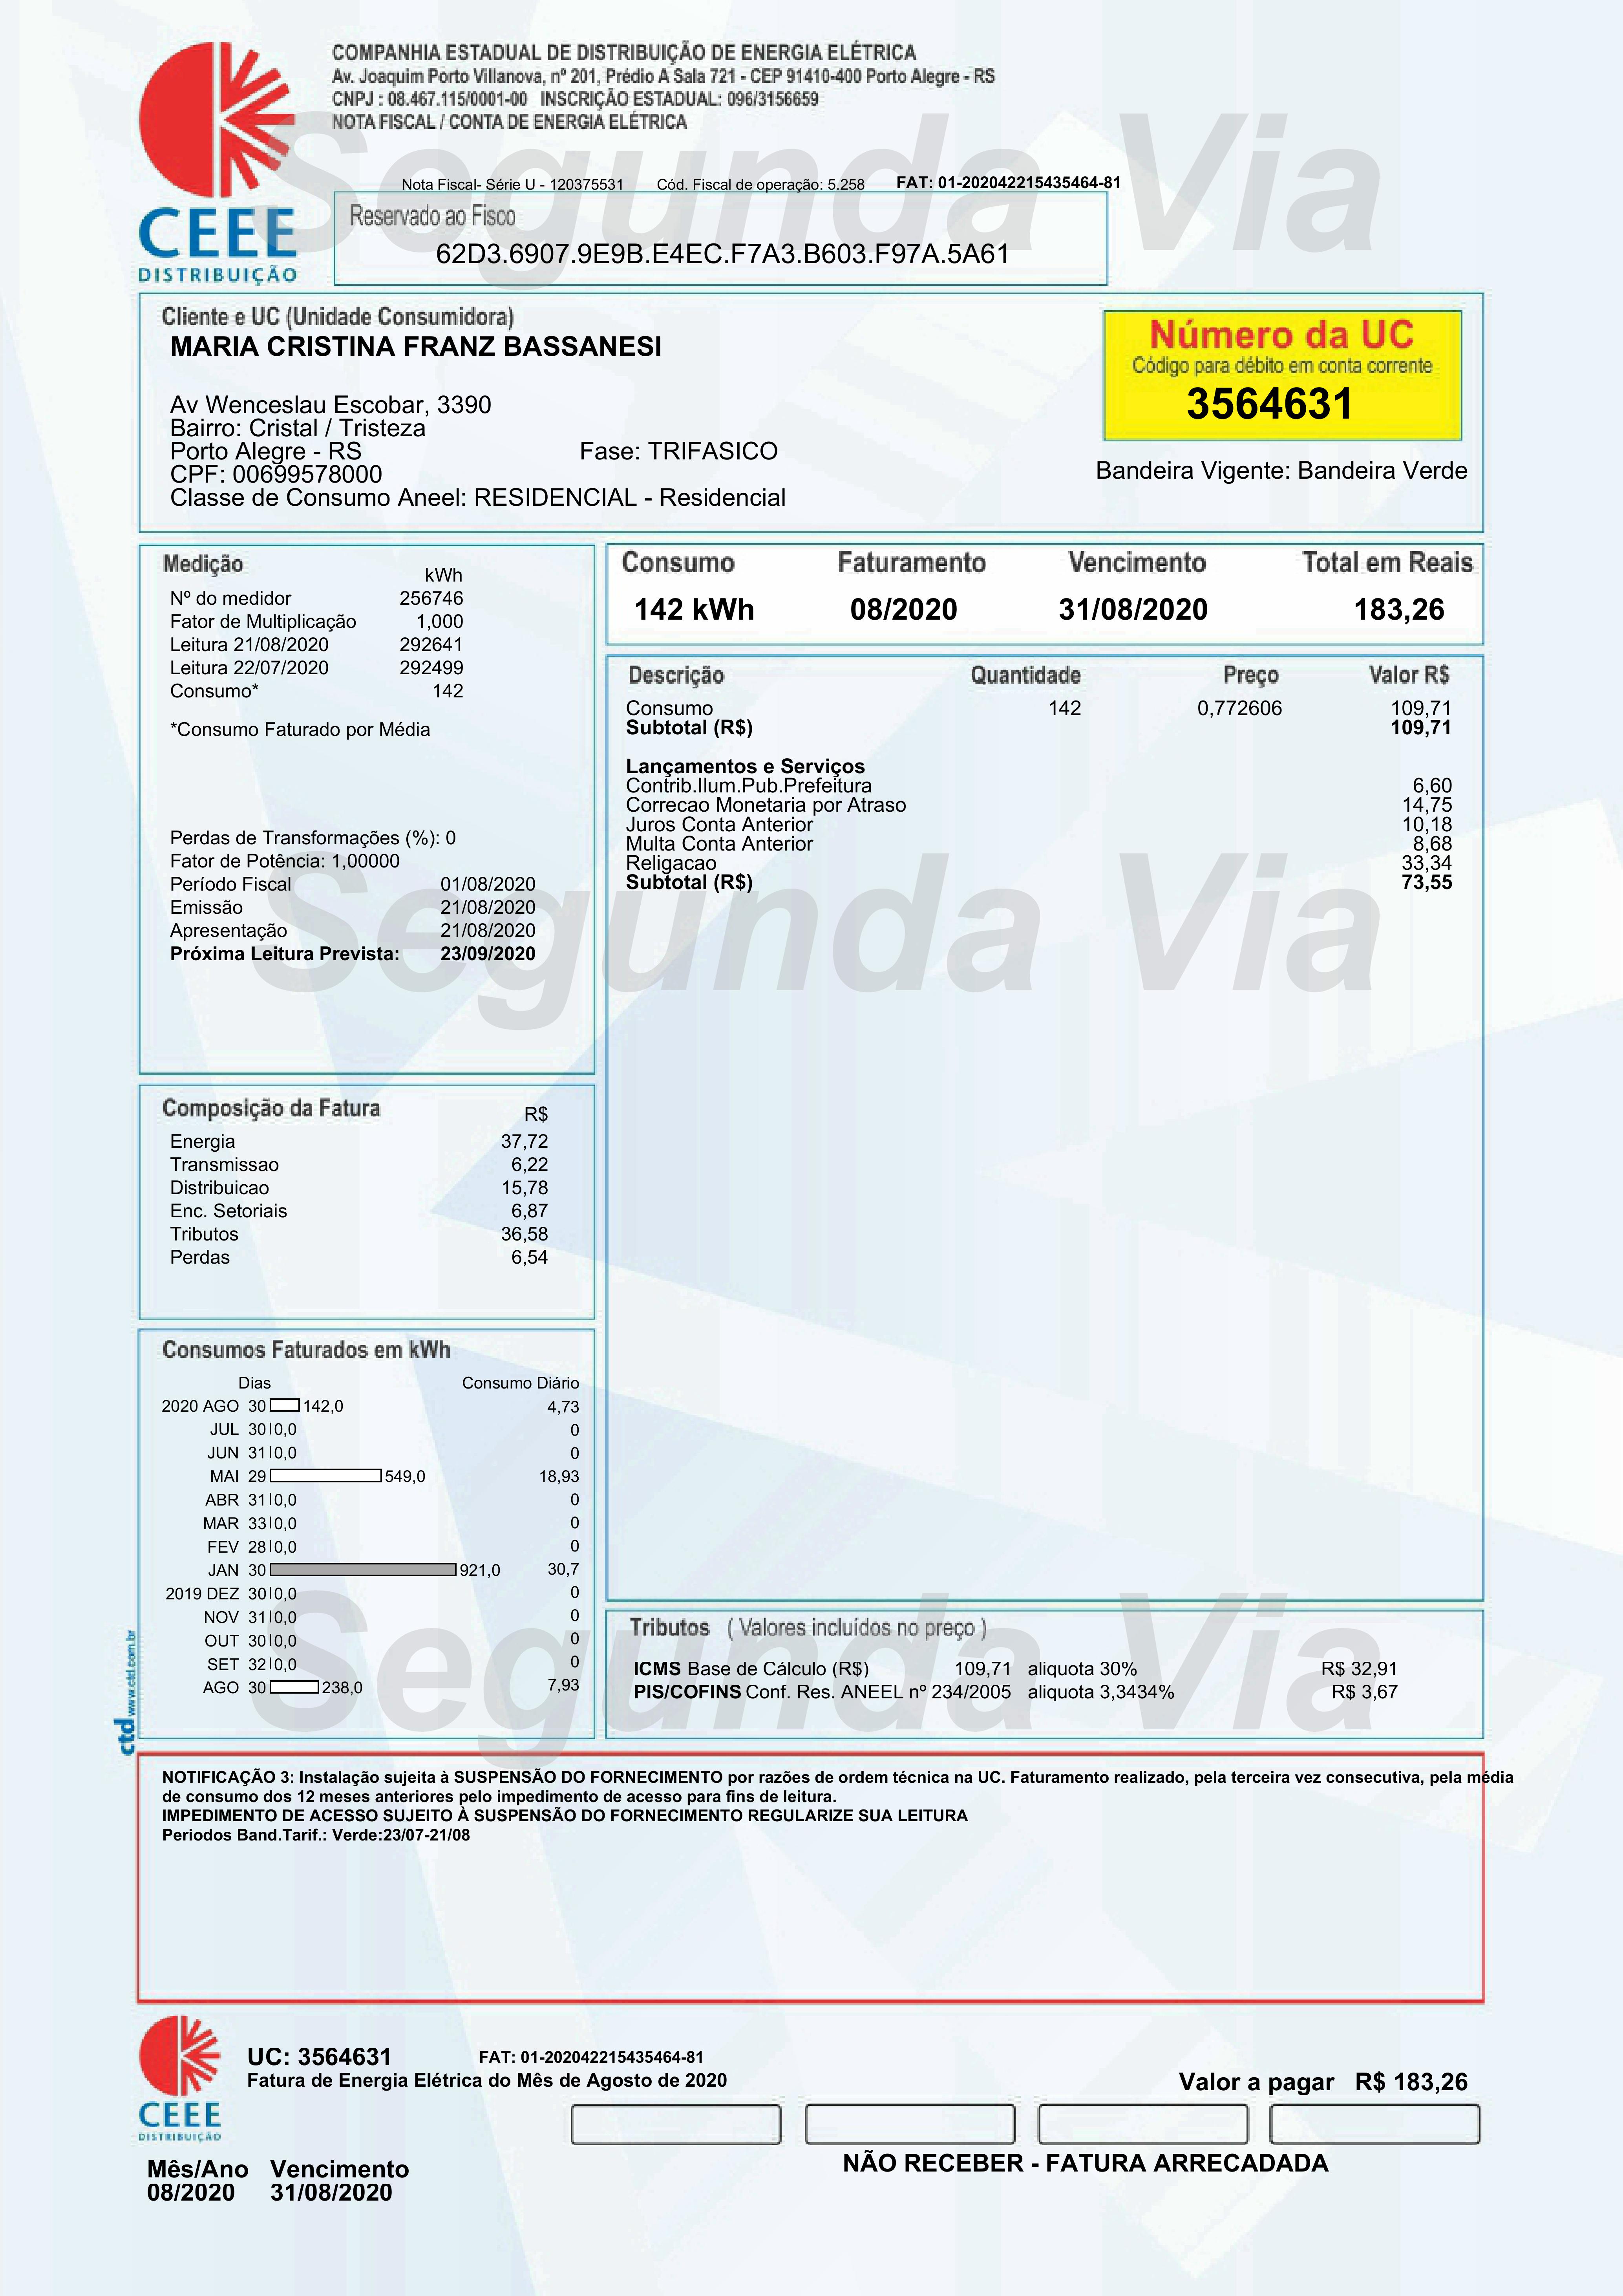 COMPANHIA ESTADUAL DE DISTRIBUIÇÃO DE ENERGIA ELÉTRICA
Av. Joaquim Porto Villanova, nº 201, Prédio A Sala 721 - CEP 91410-400 Porto Alegre - RS
CNPJ : 08.467.115/0001-00 INSCRIÇÃO ESTADUAL: 096/3156659
NOTA FISCAL / CONTA DE ENERGIA ELÉTRICA
Segunda Via
Nota Fiscal- Série U - 120375531 Cód. Fiscal de operação: 5.258 FAT: 01-202042215435464-81
CEEE
DISTRIBUIÇÃO
Reservado ao Fisco
62D3.6907.9E9B.E4EC.F7A3.B603.F97A.5A61
Cliente e UC (Unidade Consumidora)
MARIA CRISTINA FRANZ BASSANESI
Av Wenceslau Escobar, 3390
Bairro: Cristal / Tristeza
Porto Alegre - RS Fase: TRIFASICO
CPF: 00699578000
Classe de Consumo Aneel: RESIDENCIAL - Residencial
Número da UC
Código para débito em conta corrente
3564631
Bandeira Vigente: Bandeira Verde
Medição
kWh
Nº do medidor 256746
Fator de Multiplicação 1,000
Leitura 21/08/2020 292641
Leitura 22/07/2020 292499
Consumo* 142
*Consumo Faturado por Média
Perdas de Transformações (%): 0
Fator de Potência: 1,00000
Período Fiscal 01/08/2020
Emissão 21/08/2020
Apresentação 21/08/2020
Próxima Leitura Prevista: 23/09/2020
Consumo Faturamento Vencimento Total em Reais
142 kWh 08/2020 31/08/2020 183,26
Descrição Quantidade Preço Valor R$
Consumo 142 0,772606 109,71
Subtotal (R$) 109,71
Lançamentos e Serviços
Contrib.Ilum.Pub.Prefeitura 6,60
Correcao Monetaria por Atraso 14,75
Juros Conta Anterior 10,18
Multa Conta Anterior 8,68
Religacao 33,34
Subtotal (R$) 73,55
Segunda Via
Composição da Fatura R$
Energia 37,72
Transmissao 6,22
Distribuicao 15,78
Enc. Setoriais 6,87
Tributos 36,58
Perdas 6,54
Consumos Faturados em kWh
Dias Consumo Diário
2020 AGO 30 142,0 4,73
JUL 30 0,0 0
JUN 31 0,0 0
MAI 29 549,0 18,93
ABR 31 0,0 0
MAR 33 0,0 0
FEV 28 0,0 0
JAN 30 921,0 30,7
2019 DEZ 30 0,0 0
NOV 31 0,0 0
OUT 30 0,0 0
SET 32 0,0 0
AGO 30 238,0 7,93
Segunda Via
Tributos ( Valores incluídos no preço )
ICMS Base de Cálculo (R$) 109,71 aliquota 30% R$ 32,91
PIS/COFINS Conf. Res. ANEEL nº 234/2005 aliquota 3,3434% R$ 3,67
ctd www.ctd.com.br
NOTIFICAÇÃO 3: Instalação sujeita à SUSPENSÃO DO FORNECIMENTO por razões de ordem técnica na UC. Faturamento realizado, pela terceira vez consecutiva, pela média
de consumo dos 12 meses anteriores pelo impedimento de acesso para fins de leitura.
IMPEDIMENTO DE ACESSO SUJEITO À SUSPENSÃO DO FORNECIMENTO REGULARIZE SUA LEITURA
Periodos Band.Tarif.: Verde:23/07-21/08
UC: 3564631 FAT: 01-202042215435464-81
Fatura de Energia Elétrica do Mês de Agosto de 2020
Valor a pagar R$ 183,26
CEEE
DISTRIBUIÇÃO
NÃO RECEBER - FATURA ARRECADADA
Mês/Ano Vencimento
08/2020 31/08/2020